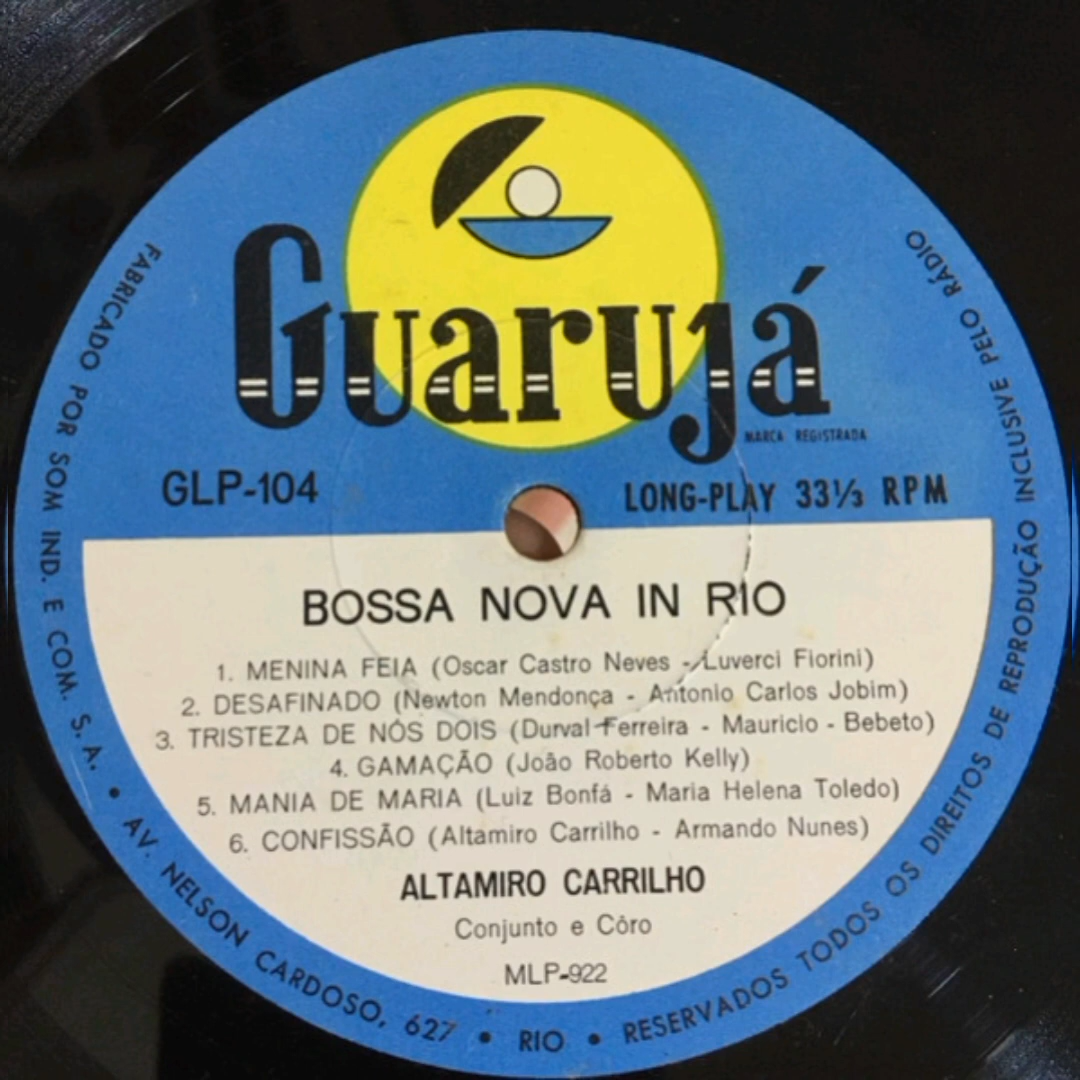 Guarujá
MARCA REGISTRADA
GLP-104
LONG-PLAY 33⅓ RPM
BOSSA NOVA IN RIO
1. MENINA FEIA (Oscar Castro Neves - Luverci Fiorini)
2. DESAFINADO (Newton Mendonça - Antonio Carlos Jobim)
3. TRISTEZA DE NÓS DOIS (Durval Ferreira - Mauricio - Bebeto)
4. GAMAÇÃO (João Roberto Kelly)
5. MANIA DE MARIA (Luiz Bonfá - Maria Helena Toledo)
6. CONFISSÃO (Altamiro Carrilho - Armando Nunes)
ALTAMIRO CARRILHO
Conjunto e Côro
MLP-922
FABRICADO POR SOM IND. E COM. S. A. • AV. NELSON CARDOSO, 627 • RIO • RESERVADOS TODOS OS DIREITOS DE REPRODUÇÃO INCLUSIVE PELO RÁDIO